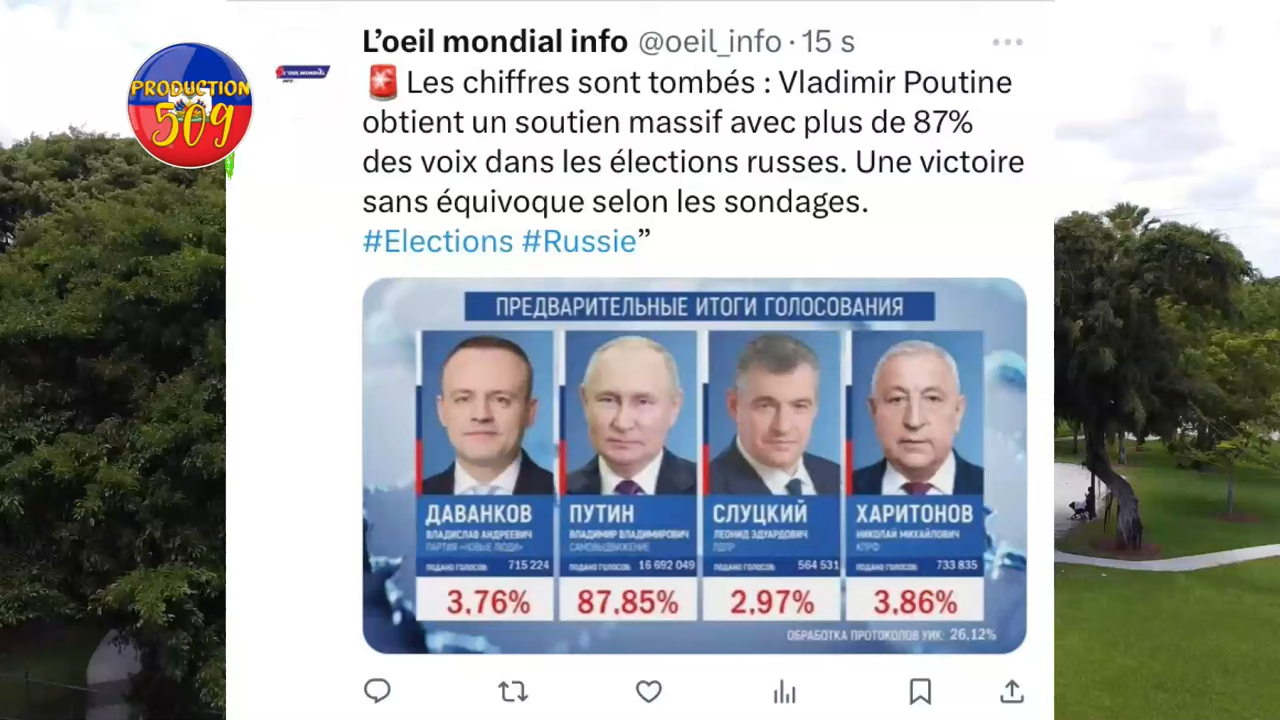 PRODUCTION
509
L'OEIL MONDIAL
INFO
L’oeil mondial info @oeil_info · 15 s
🚨Les chiffres sont tombés : Vladimir Poutine
obtient un soutien massif avec plus de 87%
des voix dans les élections russes. Une victoire
sans équivoque selon les sondages.
#Elections #Russie”
ПРЕДВАРИТЕЛЬНЫЕ ИТОГИ ГОЛОСОВАНИЯ
ДАВАНКОВ
ВЛАДИСЛАВ АНДРЕЕВИЧ
ПАРТИЯ «НОВЫЕ ЛЮДИ»
ПОДАНО ГОЛОСОВ: 715 224
3,76%
ПУТИН
ВЛАДИМИР ВЛАДИМИРОВИЧ
САМОВЫДВИЖЕНИЕ
ПОДАНО ГОЛОСОВ: 16 692 049
87,85%
СЛУЦКИЙ
ЛЕОНИД ЭДУАРДОВИЧ
ЛДПР
ПОДАНО ГОЛОСОВ: 564 531
2,97%
ХАРИТОНОВ
НИКОЛАЙ МИХАЙЛОВИЧ
КПРФ
ПОДАНО ГОЛОСОВ: 733 835
3,86%
ОБРАБОТКА ПРОТОКОЛОВ УИК: 26,12%